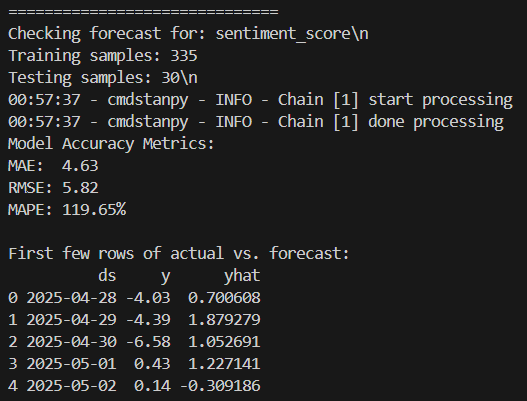 ==============================
Checking forecast for: sentiment_score\n
Training samples: 335
Testing samples: 30\n
00:57:37 - cmdstanpy - INFO - Chain [1] start processing
00:57:37 - cmdstanpy - INFO - Chain [1] done processing
Model Accuracy Metrics:
MAE:  4.63
RMSE: 5.82
MAPE: 119.65%

First few rows of actual vs. forecast:
          ds     y      yhat
0 2025-04-28 -4.03  0.700608
1 2025-04-29 -4.39  1.879279
2 2025-04-30 -6.58  1.052691
3 2025-05-01  0.43  1.227141
4 2025-05-02  0.14 -0.309186